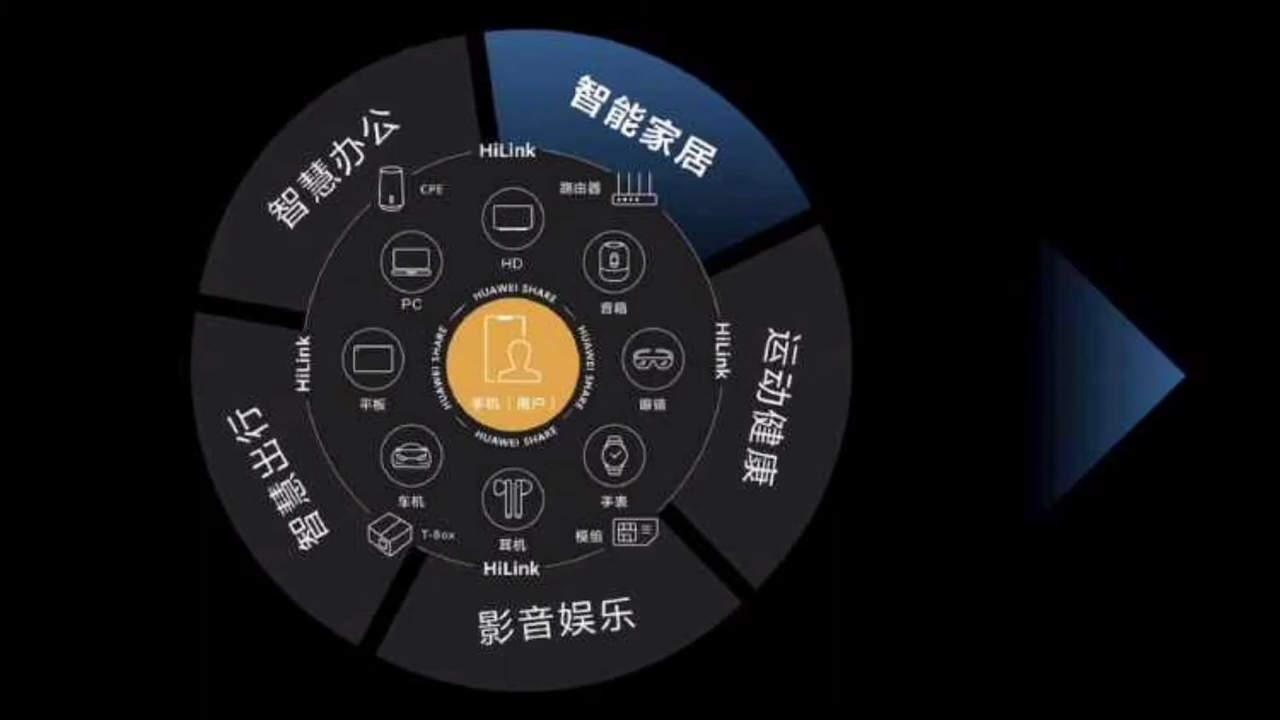 智慧办公
智能家居
HiLink
CPE
路由器
HD
PC
音箱
HUAWEI SHARE
HiLink
HUAWEI SHARE
HUAWEI SHARE
HiLink
平板
手机（用户）
眼镜
运动健康
HUAWEI SHARE
智慧出行
车机
手表
T-Box
耳机
模组
HiLink
影音娱乐